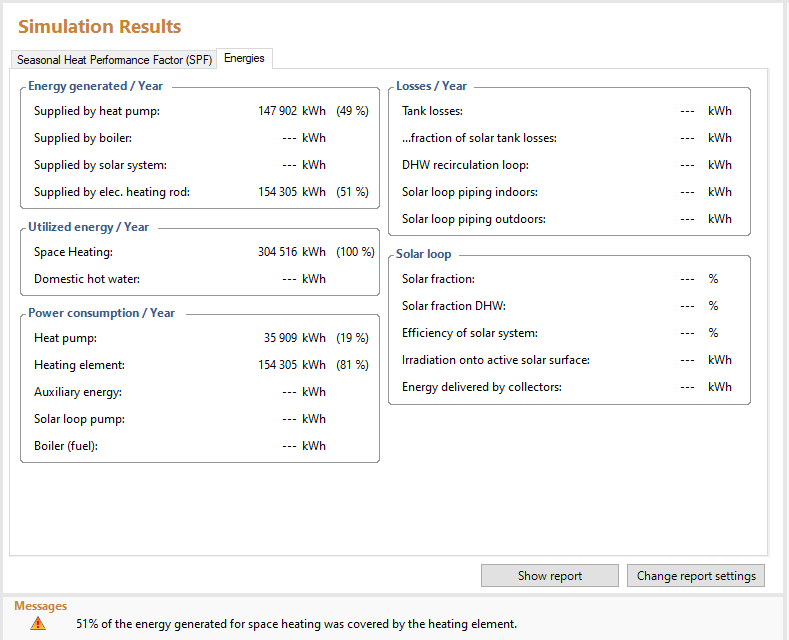 Simulation Results
Seasonal Heat Performance Factor (SPF) Energies
Energy generated / Year
Supplied by heat pump: 147 902 kWh (49 %)
Supplied by boiler: --- kWh
Supplied by solar system: --- kWh
Supplied by elec. heating rod: 154 305 kWh (51 %)
Utilized energy / Year
Space Heating: 304 516 kWh (100 %)
Domestic hot water: --- kWh
Power consumption / Year
Heat pump: 35 909 kWh (19 %)
Heating element: 154 305 kWh (81 %)
Auxiliary energy: --- kWh
Solar loop pump: --- kWh
Boiler (fuel): --- kWh
Losses / Year
Tank losses: --- kWh
...fraction of solar tank losses: --- kWh
DHW recirculation loop: --- kWh
Solar loop piping indoors: --- kWh
Solar loop piping outdoors: --- kWh
Solar loop
Solar fraction: --- %
Solar fraction DHW: --- %
Efficiency of solar system: --- %
Irradiation onto active solar surface: --- kWh
Energy delivered by collectors: --- kWh
Show report Change report settings
Messages
51% of the energy generated for space heating was covered by the heating element.